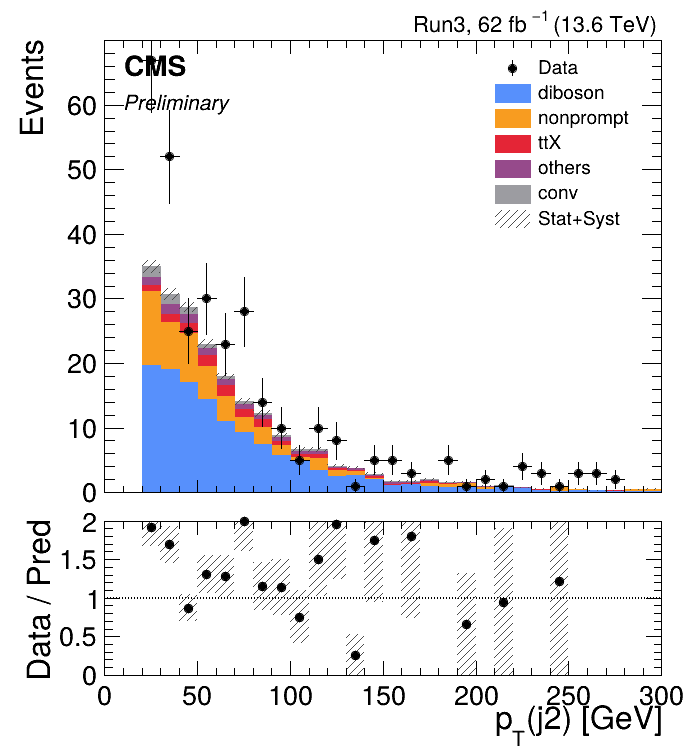 Run3, 62 fb⁻¹ (13.6 TeV)
CMS
Preliminary
Events
Data
diboson
nonprompt
ttX
others
conv
Stat+Syst
60
50
40
30
20
10
0
Data / Pred
2
1.5
1
0.5
0
0 50 100 150 200 250 300
p_T(j2) [GeV]